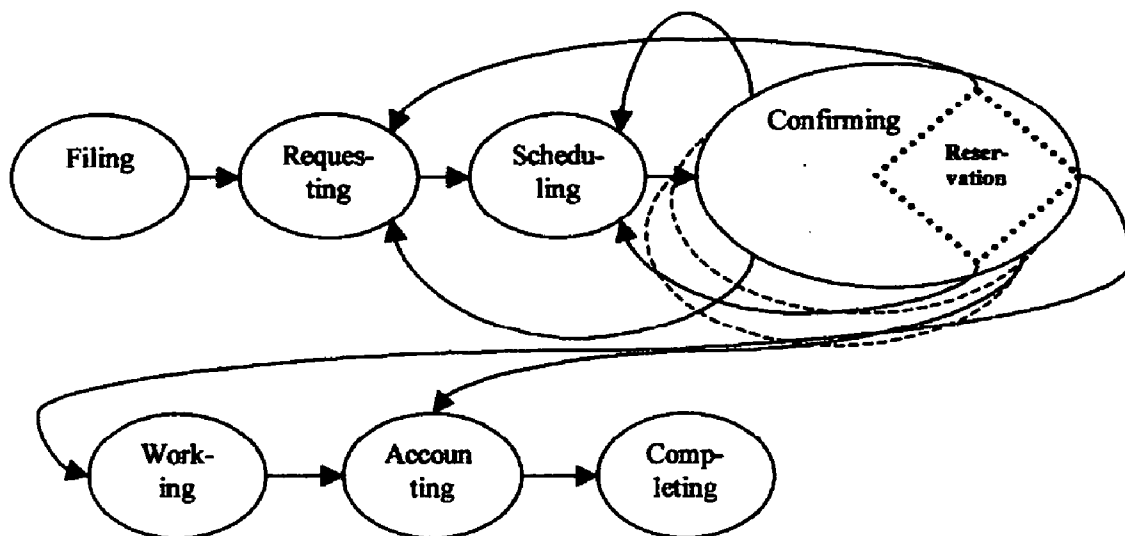 Filing
Reques-
ting
Schedu-
ling
Confirming
Reser-
vation
Work-
ing
Accoun
ting
Comp-
leting